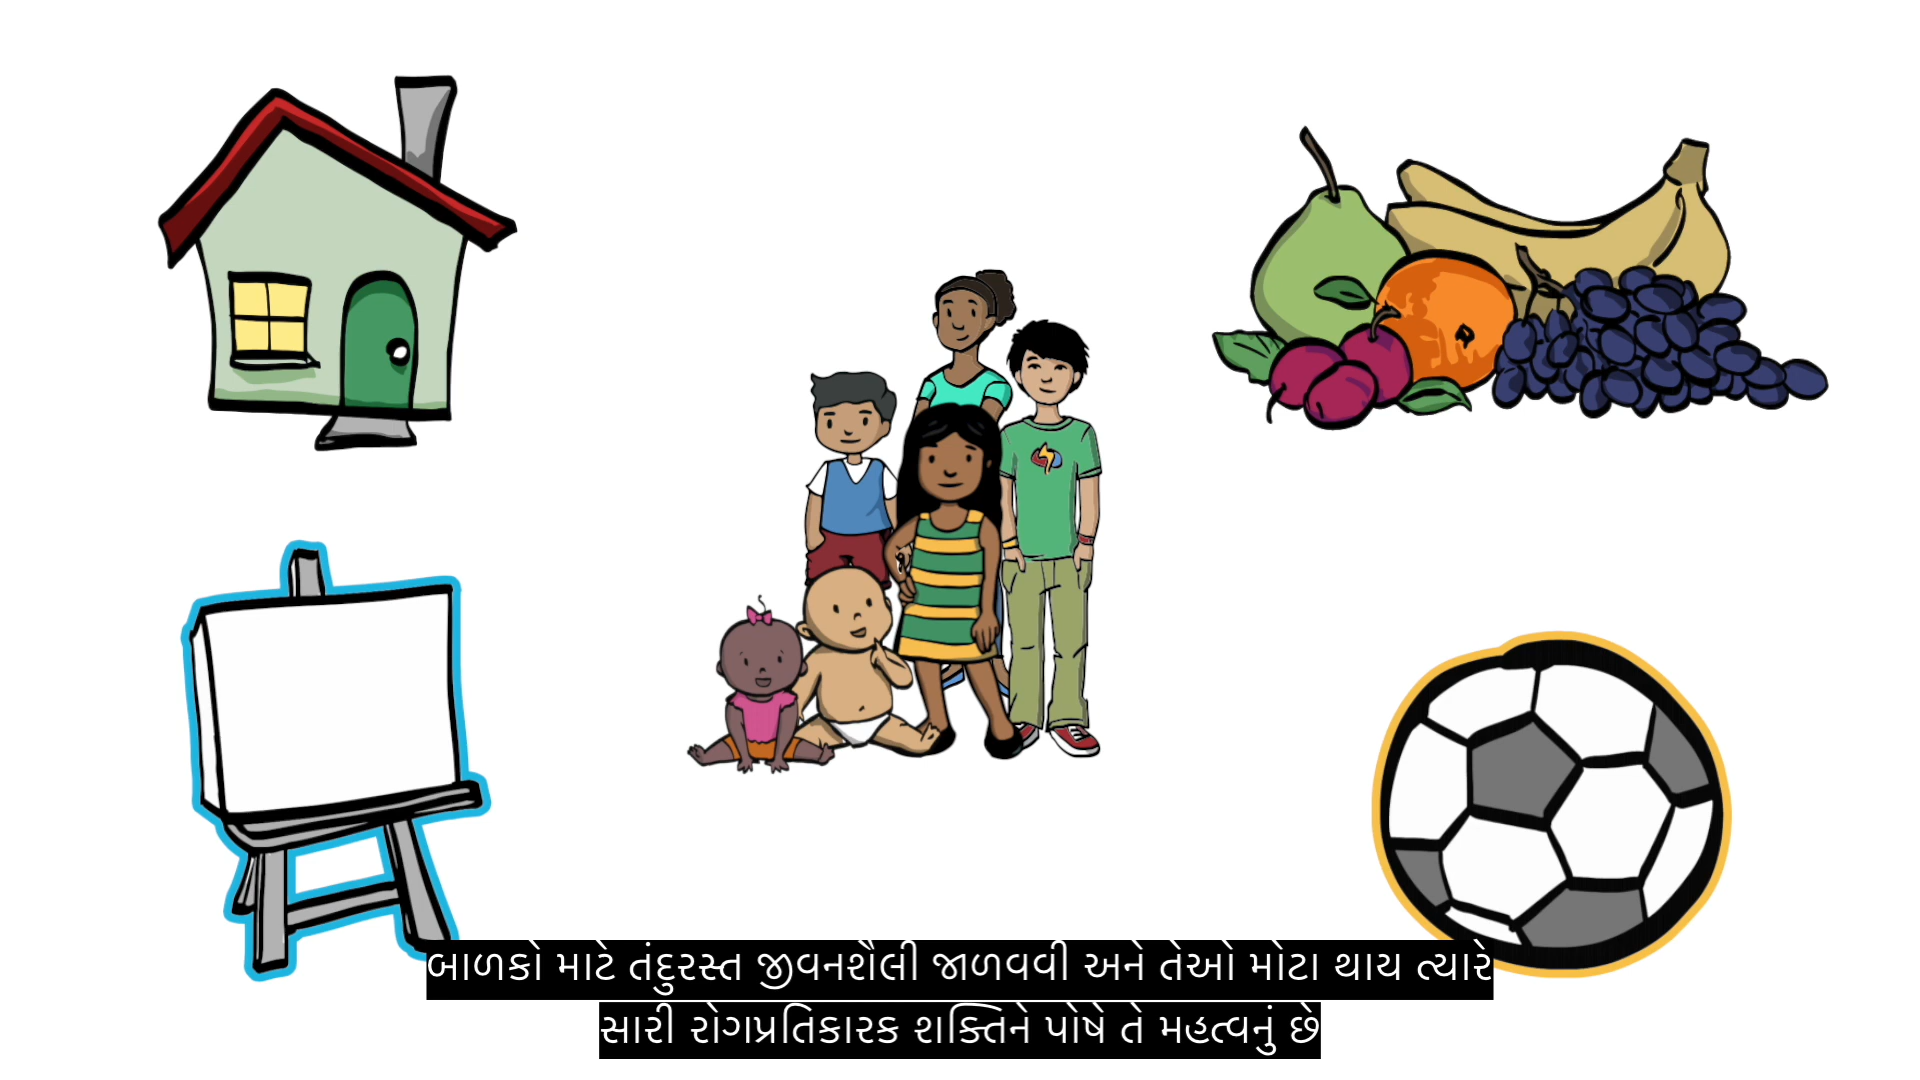 બાળકો માટે તંદુરસ્ત જીવનશૈલી જાળવવી અને તેઓ મોટા થાય ત્યારે
સારી રોગપ્રતિકારક શક્તિને પોષે તે મહત્વનું છે